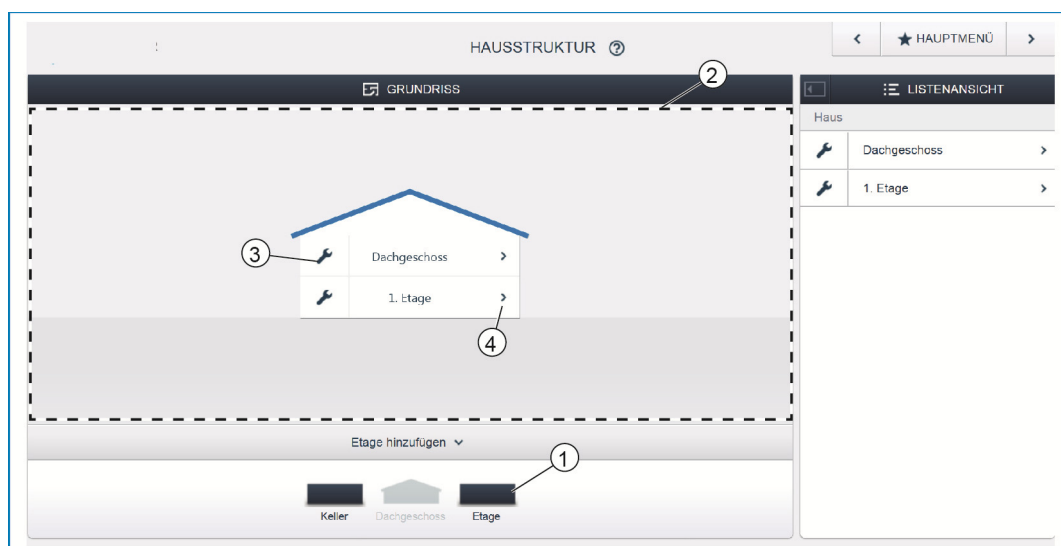 HAUSSTRUKTUR ?
HAUPTMENÜ
2
GRUNDRISS
LISTENANSICHT
Haus
Dachgeschoss
1. Etage
3
Dachgeschoss
1. Etage
4
Etage hinzufügen
1
Keller
Dachgeschoss
Etage